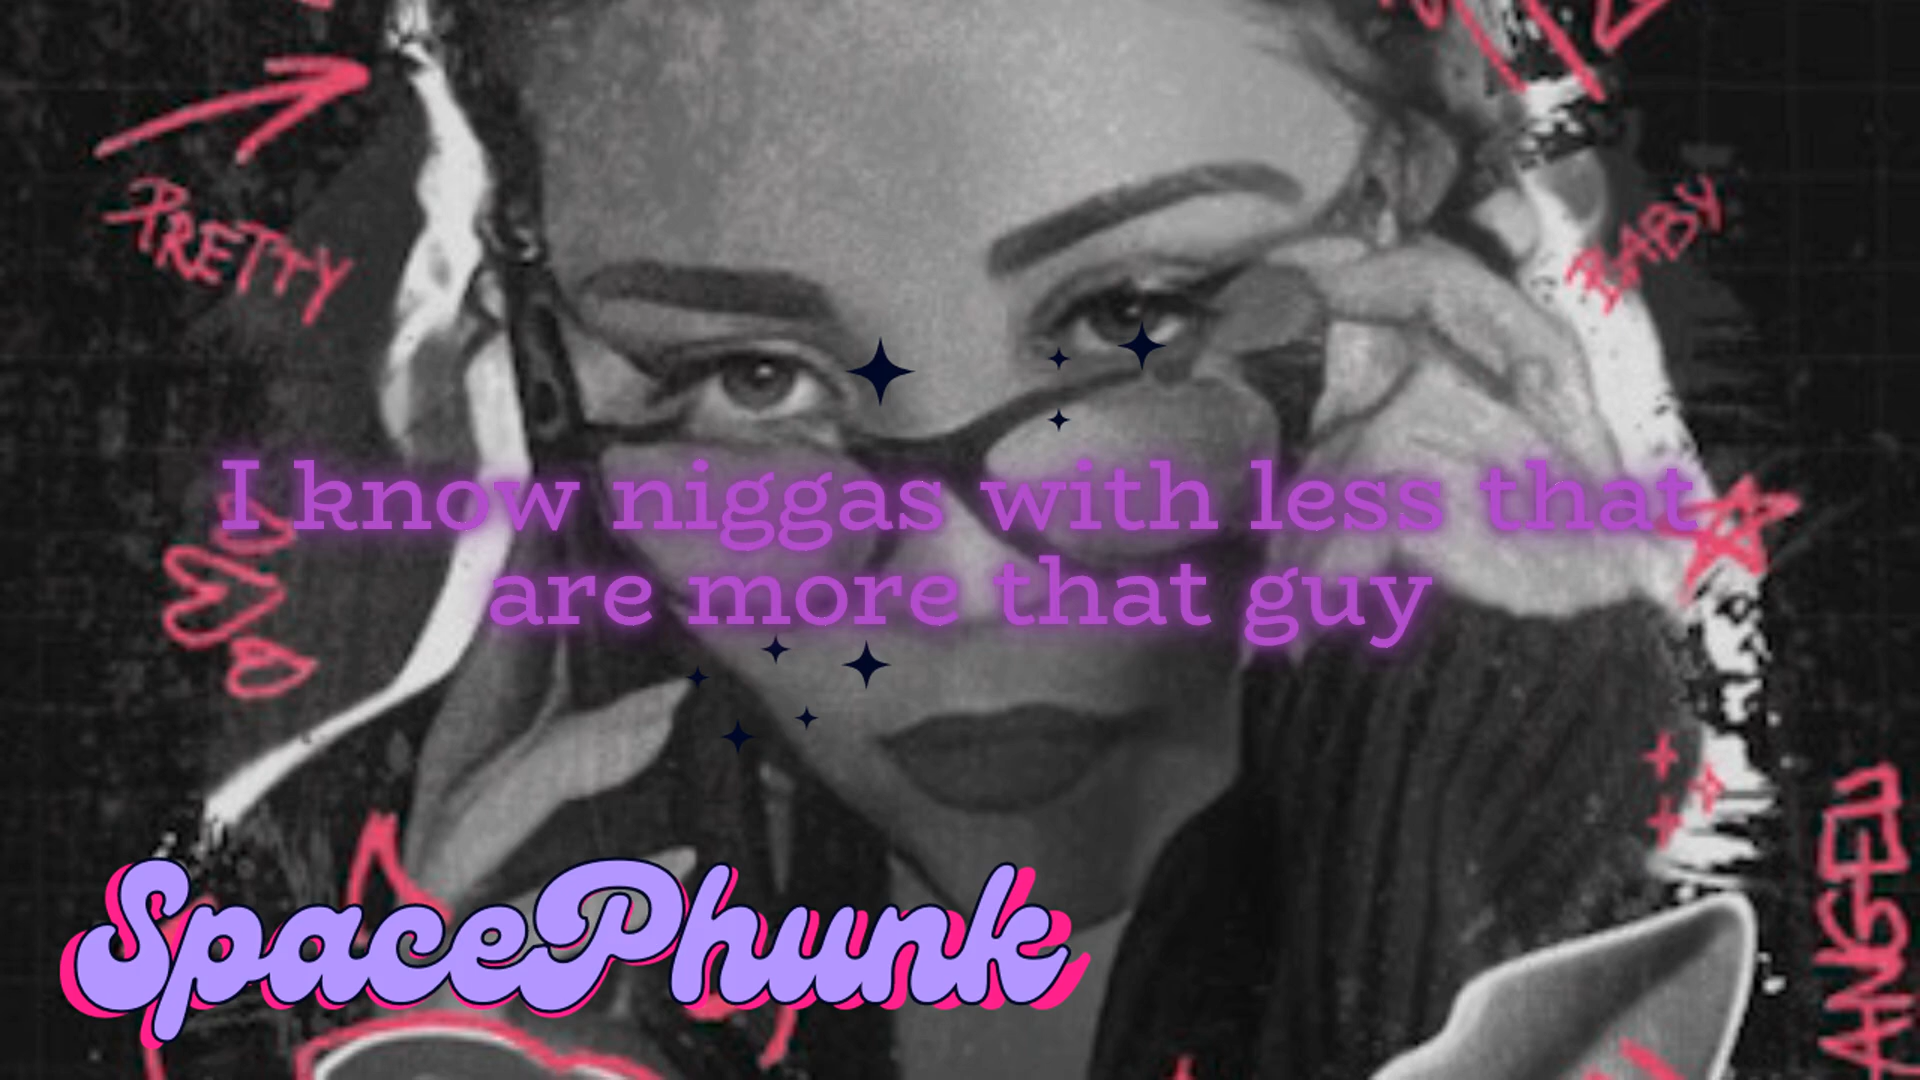 PRETTY
BABY
I know niggas with less that
are more that guy
SpacePhunk
ANGEL